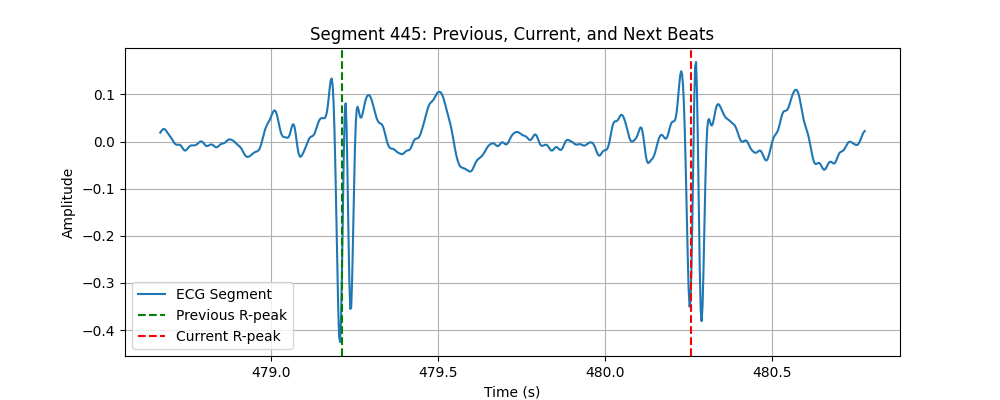 Segment 445: Previous, Current, and Next Beats
Amplitude
0.1
0.0
−0.1
−0.2
−0.3
−0.4
ECG Segment
Previous R-peak
Current R-peak
479.0 479.5 480.0 480.5
Time (s)